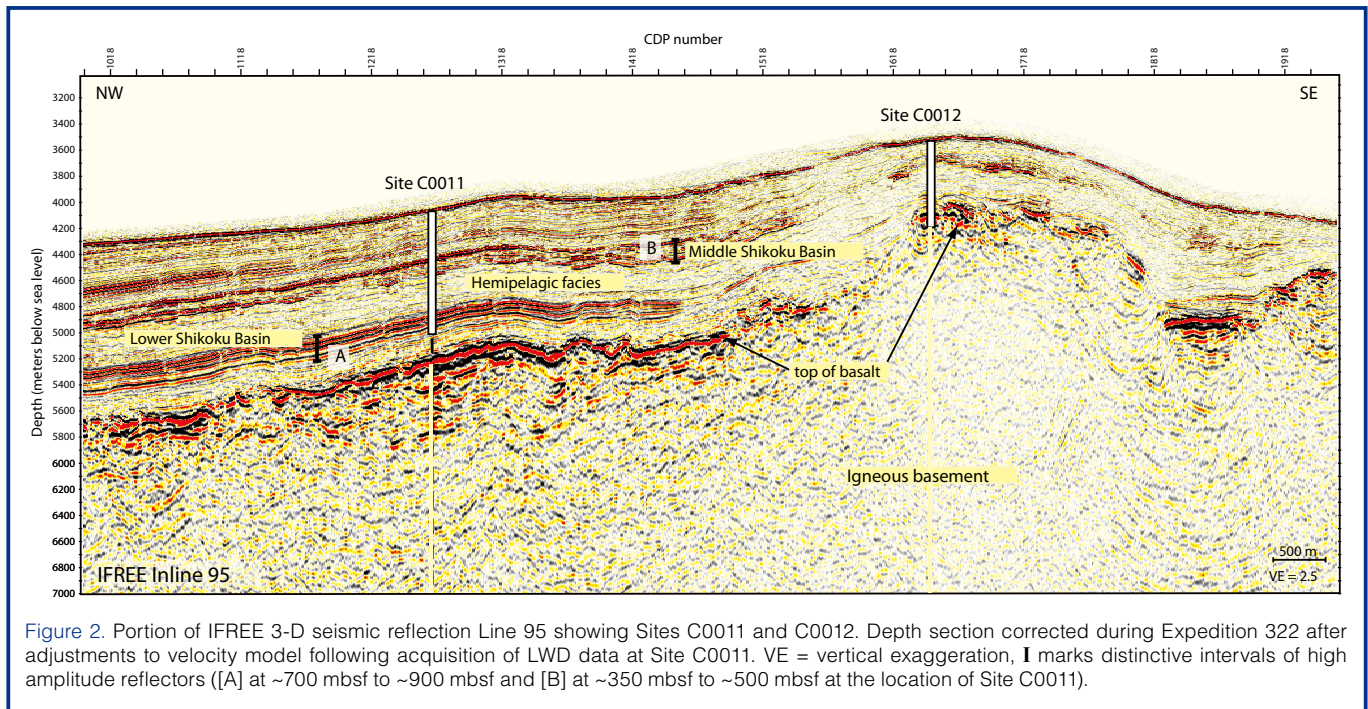 CDP number
1018 1118 1218 1318 1418 1518 1618 1718 1818 1918
NW
SE
Depth (meters below sea level)
3200
3400
3600
3800
4000
4200
4400
4600
4800
5000
5200
5400
5600
5800
6000
6200
6400
6600
6800
7000
Site C0012
Site C0011
B
Middle Shikoku Basin
Hemipelagic facies
Lower Shikoku Basin
A
top of basalt
Igneous basement
500 m
VE = 2.5
IFREE Inline 95
Figure 2. Portion of IFREE 3-D seismic reflection Line 95 showing Sites C0011 and C0012. Depth section corrected during Expedition 322 after
adjustments to velocity model following acquisition of LWD data at Site C0011. VE = vertical exaggeration, I marks distinctive intervals of high
amplitude reflectors ([A] at ~700 mbsf to ~900 mbsf and [B] at ~350 mbsf to ~500 mbsf at the location of Site C0011).